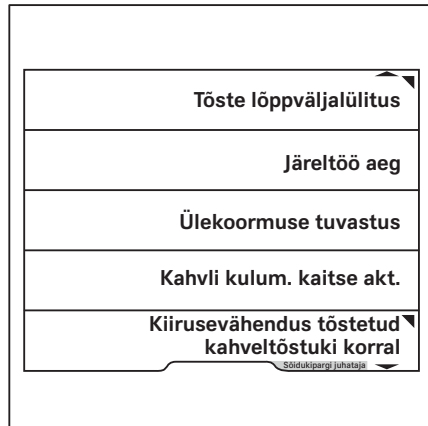 Tõste lõppväljalülitus
Järeltöö aeg
Ülekoormuse tuvastus
Kahvli kulum. kaitse akt.
Kiirusevähendus tõstetud
kahveltõstuki korral
Sõidukipargi juhataja